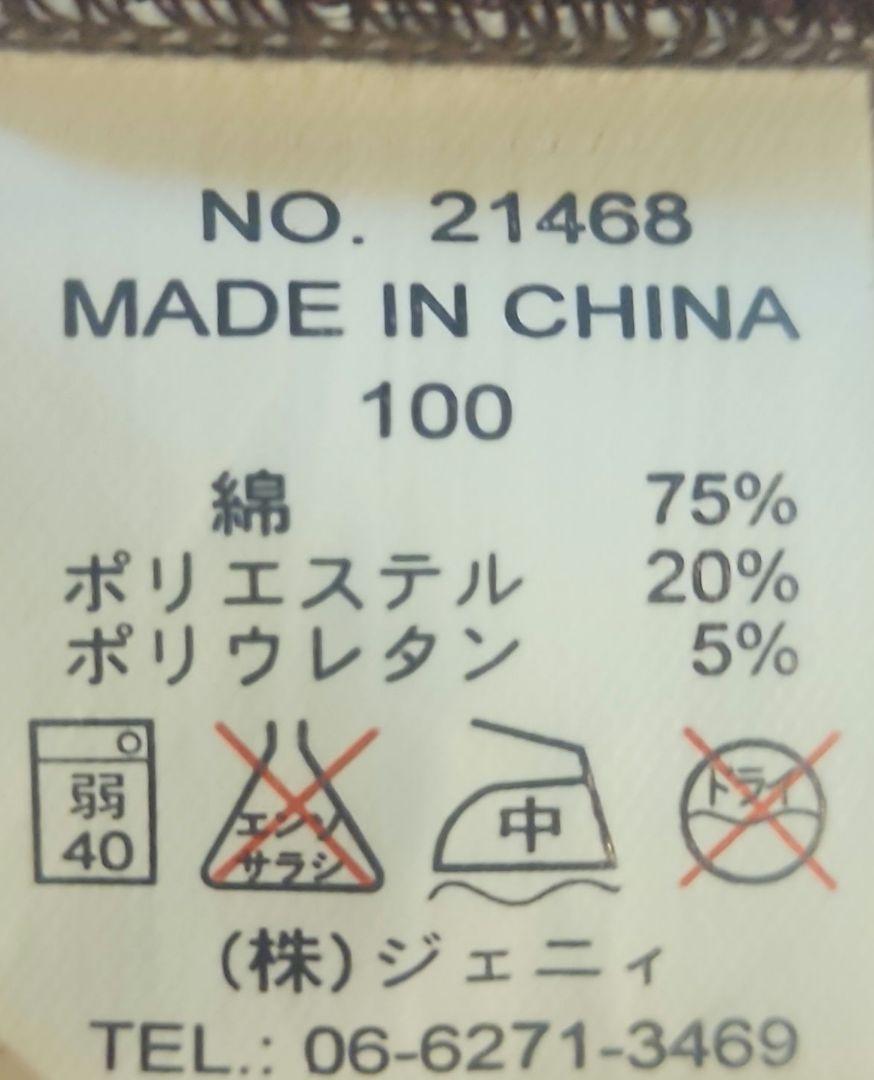 NO. 21468
MADE IN CHINA
100
綿 75%
ポリエステル 20%
ポリウレタン 5%
弱
40
エンソ
サラシ
中
ドライ
(株)ジェニィ
TEL.: 06-6271-3469